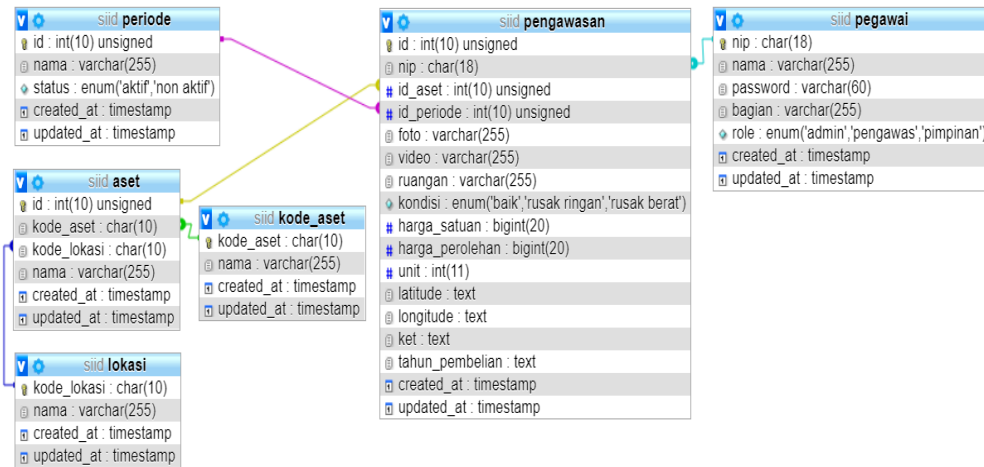 siid periode
id : int(10) unsigned
nama : varchar(255)
status : enum('aktif','non aktif')
created_at : timestamp
updated_at : timestamp
siid aset
id : int(10) unsigned
kode_aset : char(10)
kode_lokasi : char(10)
nama : varchar(255)
created_at : timestamp
updated_at : timestamp
siid kode_aset
kode_aset : char(10)
nama : varchar(255)
created_at : timestamp
updated_at : timestamp
siid lokasi
kode_lokasi : char(10)
nama : varchar(255)
created_at : timestamp
updated_at : timestamp
siid pengawasan
id : int(10) unsigned
nip : char(18)
id_aset : int(10) unsigned
id_periode : int(10) unsigned
foto : varchar(255)
video : varchar(255)
ruangan : varchar(255)
kondisi : enum('baik','rusak ringan','rusak berat')
harga_satuan : bigint(20)
harga_perolehan : bigint(20)
unit : int(11)
latitude : text
longitude : text
ket : text
tahun_pembelian : text
created_at : timestamp
updated_at : timestamp
siid pegawai
nip : char(18)
nama : varchar(255)
password : varchar(60)
bagian : varchar(255)
role : enum('admin','pengawas','pimpinan')
created_at : timestamp
updated_at : timestamp